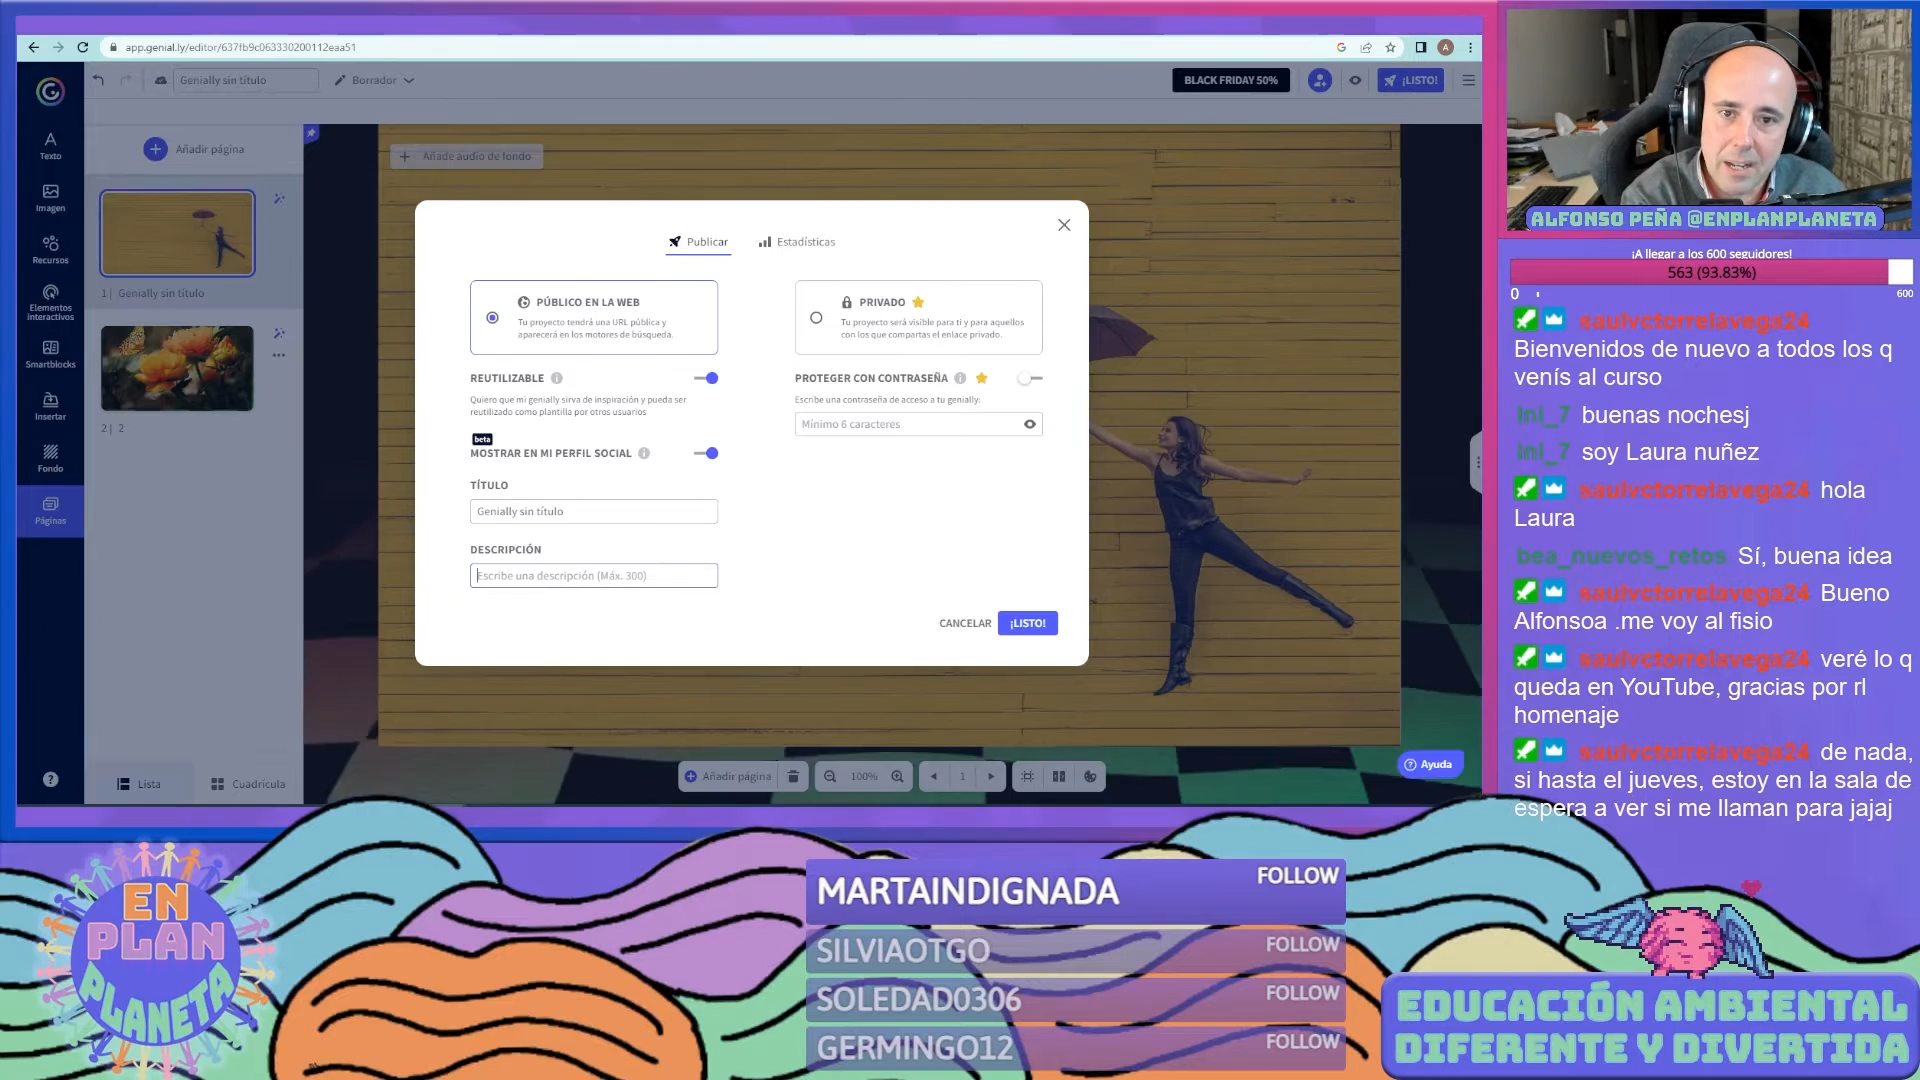 app.genial.ly/editor/637fb9c063330200112eaa51
Genially sin título
Borrador
BLACK FRIDAY 50%
¡LISTO!
Texto
Imagen
Recursos
Elementos
interactivos
Smartblocks
Insertar
Fondo
Páginas
Añadir página
1 | Genially sin título
2 | 2
Lista
Cuadrícula
Añade audio de fondo
Publicar
Estadísticas
PÚBLICO EN LA WEB
Tu proyecto tendrá una URL pública y
aparecerá en los motores de búsqueda.
PRIVADO
Tu proyecto será visible para ti y para aquellos
con los que compartas el enlace privado.
REUTILIZABLE
Quiero que mi genially sirva de inspiración y pueda ser
reutilizado como plantilla por otros usuarios
beta
MOSTRAR EN MI PERFIL SOCIAL
TÍTULO
Genially sin título
DESCRIPCIÓN
Escribe una descripción (Máx. 300)
PROTEGER CON CONTRASEÑA
Escribe una contraseña de acceso a tu genially:
Mínimo 6 caracteres
CANCELAR
¡LISTO!
Añadir página
100%
1
Ayuda
ALFONSO PEÑA @ENPLANPLANETA
¡A llegar a los 600 seguidores!
563 (93.83%)
0
600
saulvctorrelavega24
Bienvenidos de nuevo a todos los q
venís al curso
lnl_7 buenas nochesj
lnl_7 soy Laura nuñez
saulvctorrelavega24 hola
Laura
bea_nuevos_retos Sí, buena idea
saulvctorrelavega24 Bueno
Alfonsoa .me voy al fisio
saulvctorrelavega24 veré lo q
queda en YouTube, gracias por rl
homenaje
saulvctorrelavega24 de nada,
si hasta el jueves, estoy en la sala de
espera a ver si me llaman para jajaj
EN
PLAN
PLANETA
MARTAINDIGNADA FOLLOW
SILVIAOTGO FOLLOW
SOLEDAD0306 FOLLOW
GERMINGO12 FOLLOW
EDUCACIÓN AMBIENTAL
DIFERENTE Y DIVERTIDA